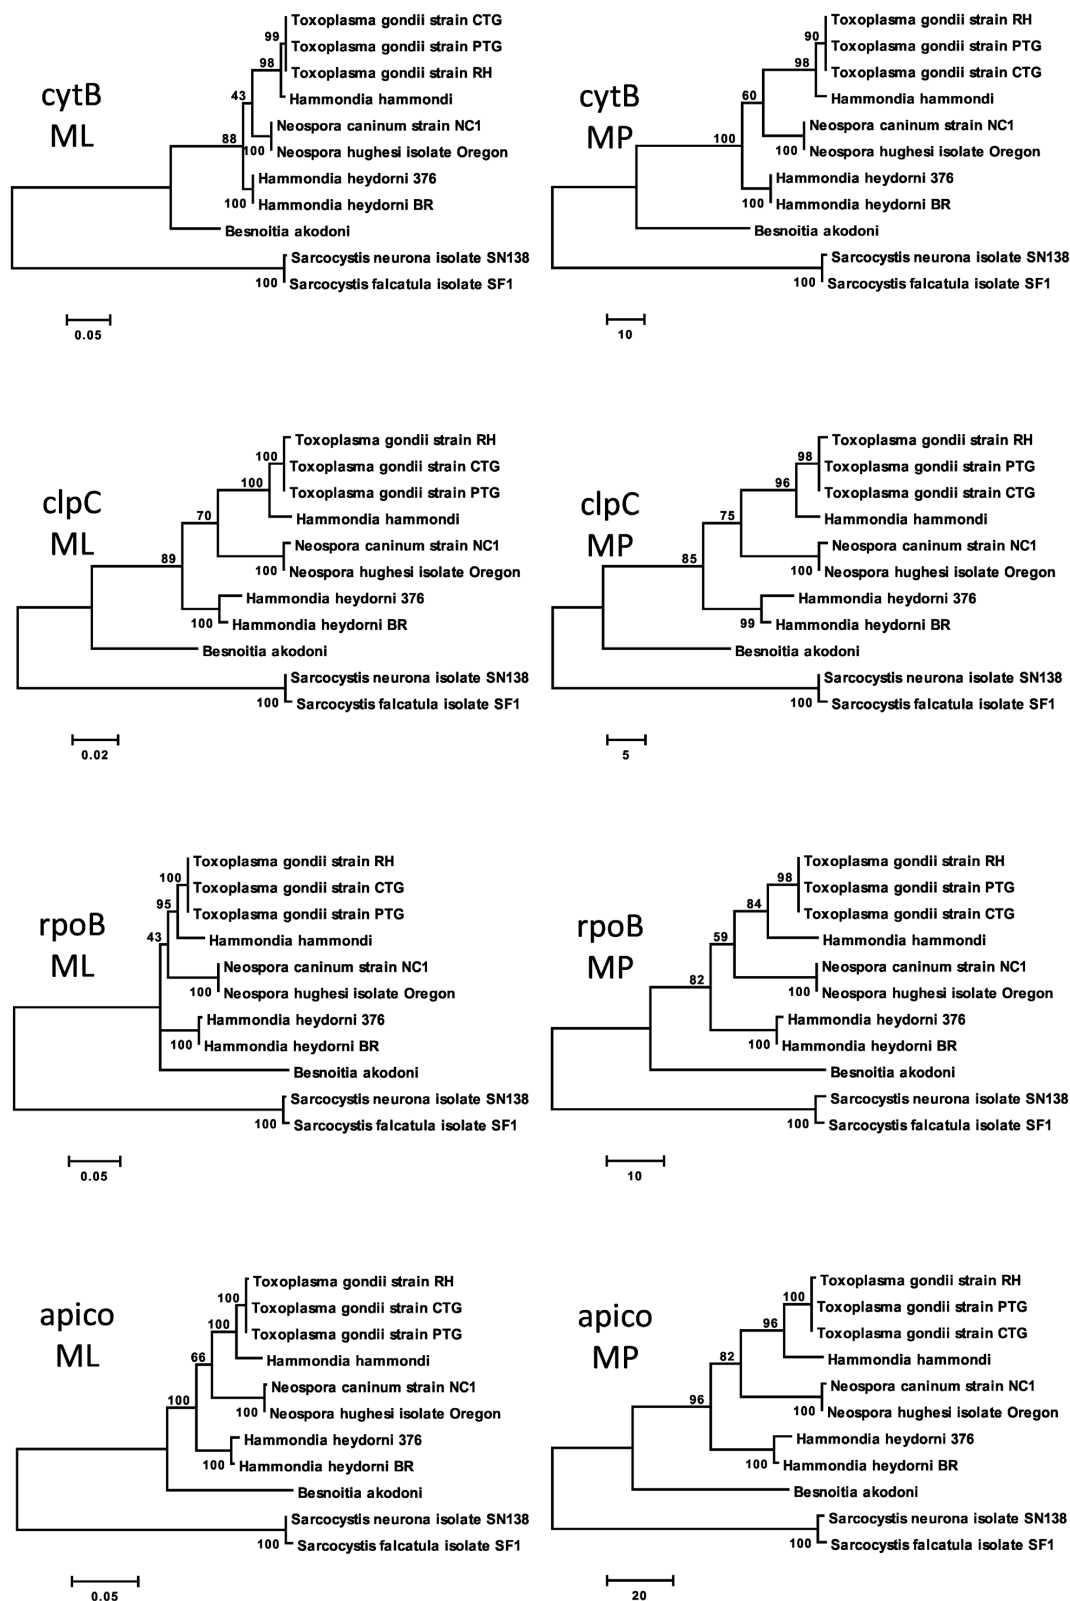 cytB
ML
99
98
43
88
100
100
100
Toxoplasma gondii strain CTG
Toxoplasma gondii strain PTG
Toxoplasma gondii strain RH
Hammondia hammondi
Neospora caninum strain NC1
Neospora hughesi isolate Oregon
Hammondia heydorni 376
Hammondia heydorni BR
Besnoitia akodoni
Sarcocystis neurona isolate SN138
Sarcocystis falcatula isolate SF1
0.05
cytB
MP
90
98
60
100
100
100
100
Toxoplasma gondii strain RH
Toxoplasma gondii strain PTG
Toxoplasma gondii strain CTG
Hammondia hammondi
Neospora caninum strain NC1
Neospora hughesi isolate Oregon
Hammondia heydorni 376
Hammondia heydorni BR
Besnoitia akodoni
Sarcocystis neurona isolate SN138
Sarcocystis falcatula isolate SF1
10
clpC
ML
100
100
70
89
100
100
100
Toxoplasma gondii strain RH
Toxoplasma gondii strain CTG
Toxoplasma gondii strain PTG
Hammondia hammondi
Neospora caninum strain NC1
Neospora hughesi isolate Oregon
Hammondia heydorni 376
Hammondia heydorni BR
Besnoitia akodoni
Sarcocystis neurona isolate SN138
Sarcocystis falcatula isolate SF1
0.02
clpC
MP
98
96
75
85
100
99
100
Toxoplasma gondii strain RH
Toxoplasma gondii strain PTG
Toxoplasma gondii strain CTG
Hammondia hammondi
Neospora caninum strain NC1
Neospora hughesi isolate Oregon
Hammondia heydorni 376
Hammondia heydorni BR
Besnoitia akodoni
Sarcocystis neurona isolate SN138
Sarcocystis falcatula isolate SF1
5
rpoB
ML
100
95
43
100
100
100
Toxoplasma gondii strain RH
Toxoplasma gondii strain CTG
Toxoplasma gondii strain PTG
Hammondia hammondi
Neospora caninum strain NC1
Neospora hughesi isolate Oregon
Hammondia heydorni 376
Hammondia heydorni BR
Besnoitia akodoni
Sarcocystis neurona isolate SN138
Sarcocystis falcatula isolate SF1
0.05
rpoB
MP
98
84
59
82
100
100
100
Toxoplasma gondii strain RH
Toxoplasma gondii strain PTG
Toxoplasma gondii strain CTG
Hammondia hammondi
Neospora caninum strain NC1
Neospora hughesi isolate Oregon
Hammondia heydorni 376
Hammondia heydorni BR
Besnoitia akodoni
Sarcocystis neurona isolate SN138
Sarcocystis falcatula isolate SF1
10
apico
ML
100
100
66
100
100
100
100
Toxoplasma gondii strain RH
Toxoplasma gondii strain CTG
Toxoplasma gondii strain PTG
Hammondia hammondi
Neospora caninum strain NC1
Neospora hughesi isolate Oregon
Hammondia heydorni 376
Hammondia heydorni BR
Besnoitia akodoni
Sarcocystis neurona isolate SN138
Sarcocystis falcatula isolate SF1
0.05
apico
MP
100
96
82
96
100
100
100
Toxoplasma gondii strain RH
Toxoplasma gondii strain PTG
Toxoplasma gondii strain CTG
Hammondia hammondi
Neospora caninum strain NC1
Neospora hughesi isolate Oregon
Hammondia heydorni 376
Hammondia heydorni BR
Besnoitia akodoni
Sarcocystis neurona isolate SN138
Sarcocystis falcatula isolate SF1
20